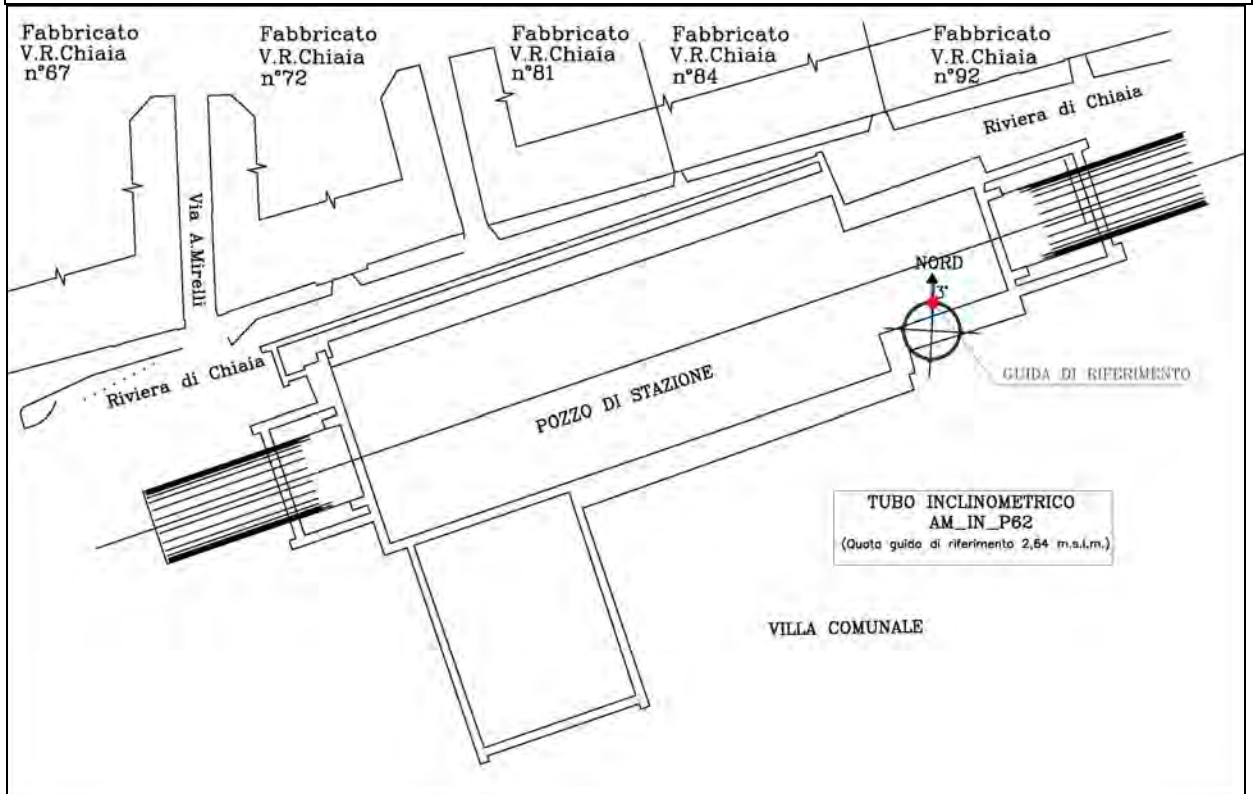 Fabbricato
V.R.Chiaia
n°67
Fabbricato
V.R.Chiaia
n°72
Fabbricato
V.R.Chiaia
n°81
Fabbricato
V.R.Chiaia
n°84
Fabbricato
V.R.Chiaia
n°92
Riviera di Chiaia
Via A.Mirelli
NORD
3°
Riviera di Chiaia
GUIDA DI RIFERIMENTO
POZZO DI STAZIONE
TUBO INCLINOMETRICO
AM_IN_P62
(Quota guida di riferimento 2,64 m.s.l.m.)
VILLA COMUNALE